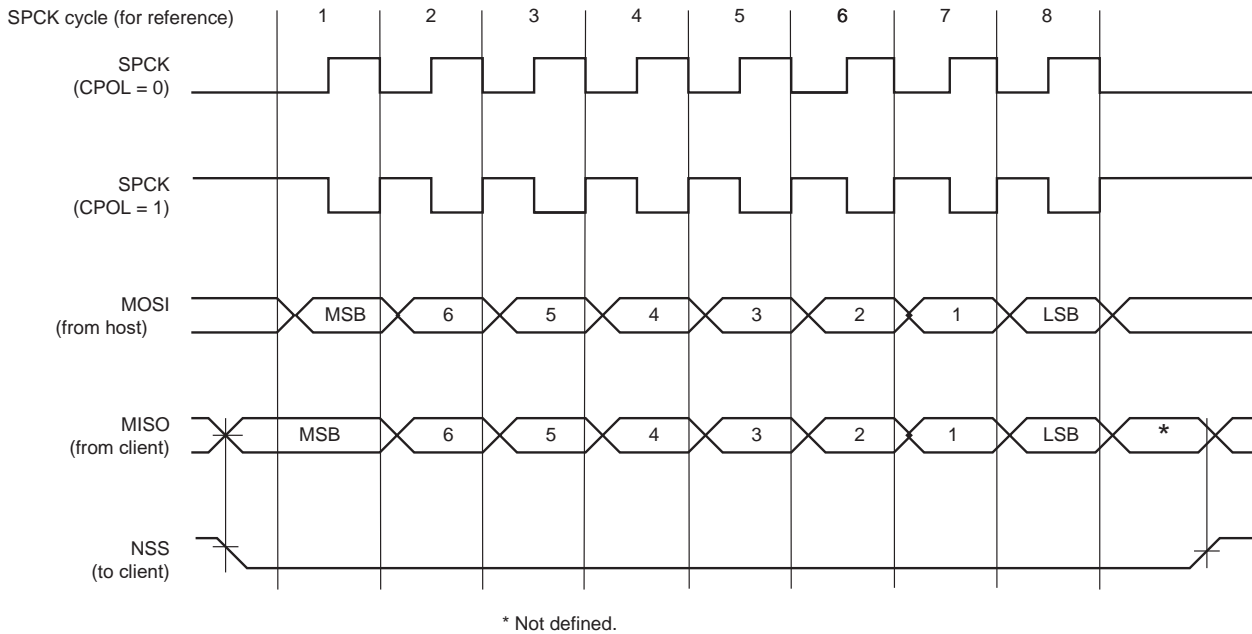 SPCK cycle (for reference) 1 2 3 4 5 6 7 8
SPCK
(CPOL = 0)
SPCK
(CPOL = 1)
MOSI
(from host)
MSB 6 5 4 3 2 1 LSB
MISO
(from client)
MSB 6 5 4 3 2 1 LSB *
NSS
(to client)
* Not defined.